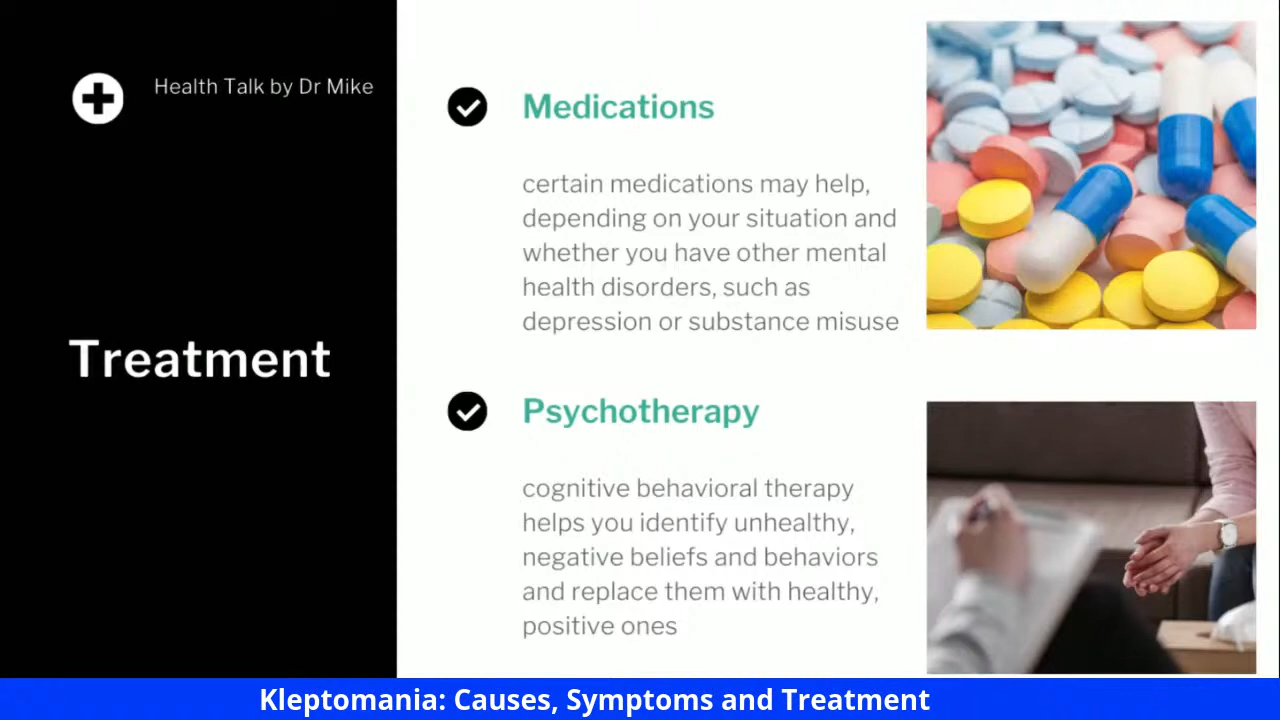 Health Talk by Dr Mike
Treatment
Medications
certain medications may help,
depending on your situation and
whether you have other mental
health disorders, such as
depression or substance misuse
Psychotherapy
cognitive behavioral therapy
helps you identify unhealthy,
negative beliefs and behaviors
and replace them with healthy,
positive ones
Kleptomania: Causes, Symptoms and Treatment